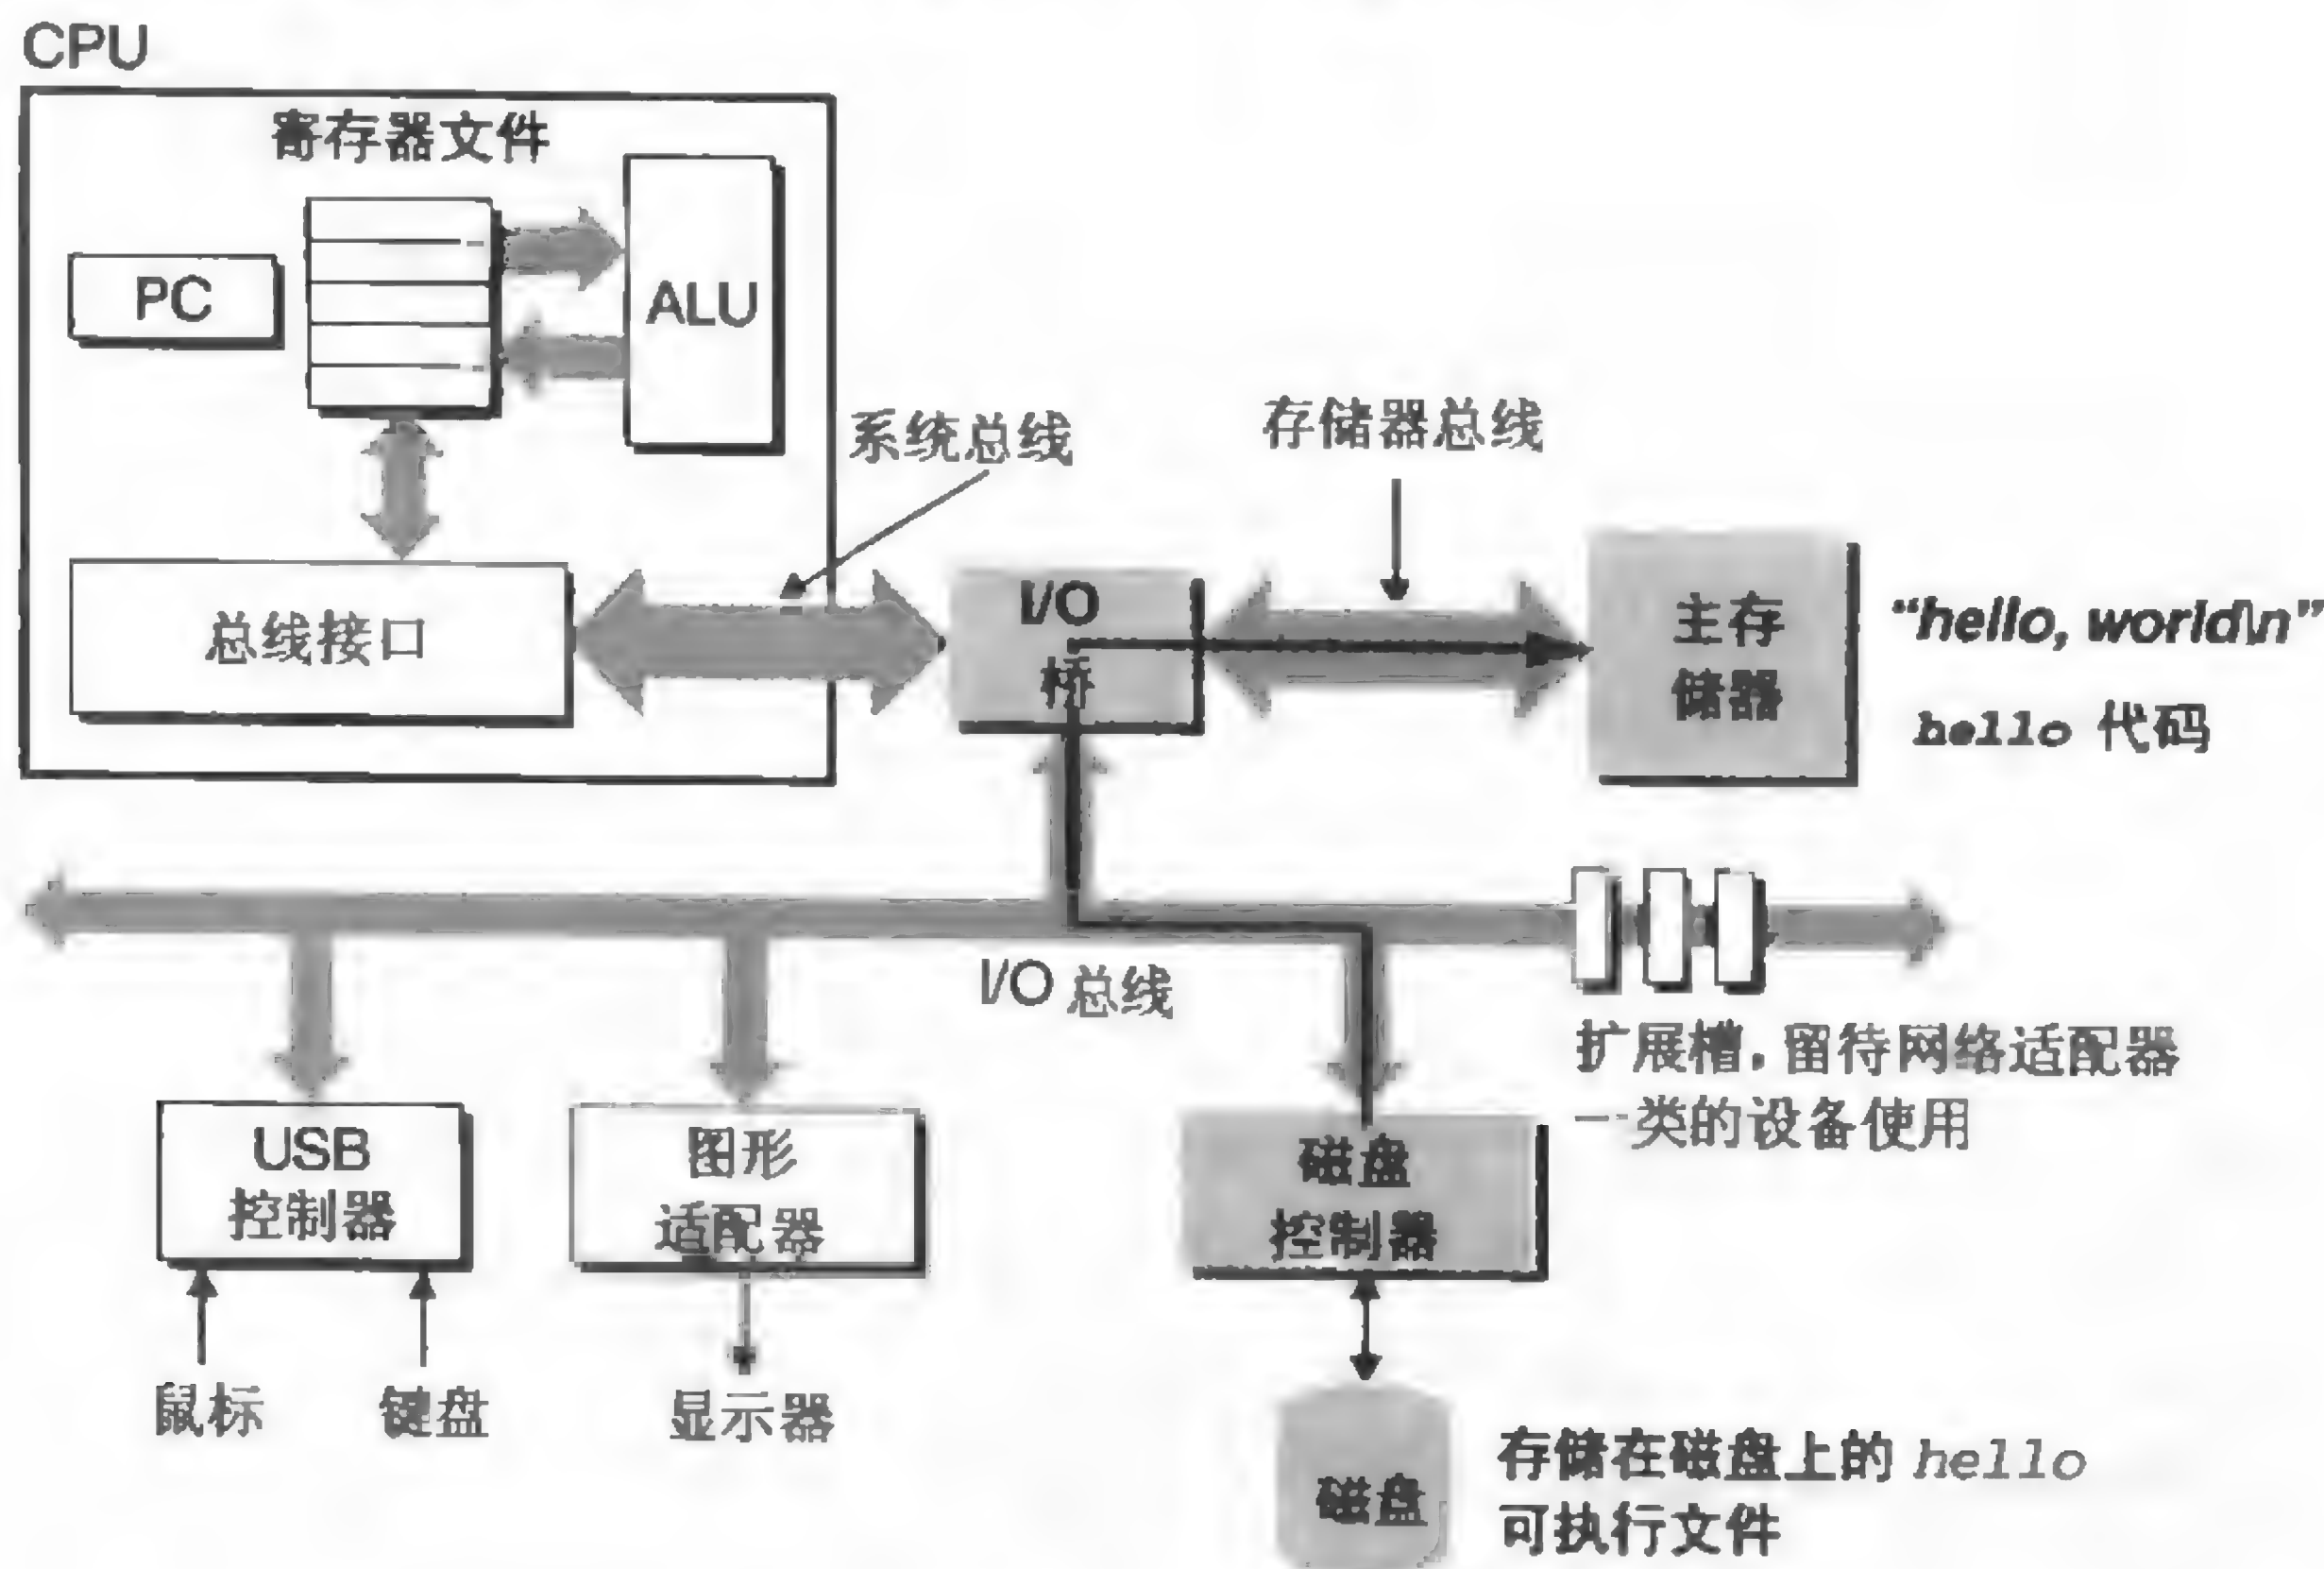 CPU
寄存器文件
PC
ALU
系统总线
存储器总线
总线接口
I/O
桥
主存
储器
“hello, world\n”
hello 代码
I/O 总线
扩展槽，留待网络适配器
一类的设备使用
USB
控制器
图形
适配器
磁盘
控制器
鼠标
键盘
显示器
磁盘
存储在磁盘上的 hello
可执行文件